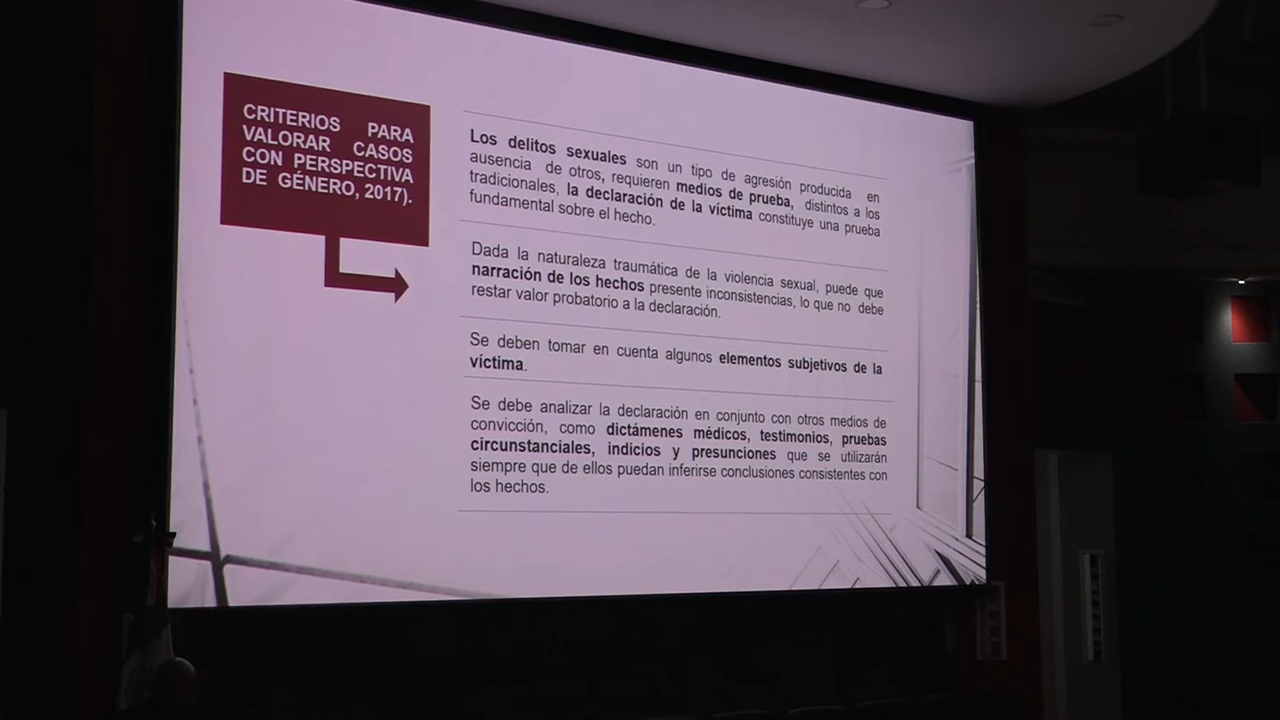 CRITERIOS PARA
VALORAR CASOS
CON PERSPECTIVA
DE GÉNERO, 2017).
Los delitos sexuales son un tipo de agresión producida en
ausencia de otros, requieren medios de prueba, distintos a los
tradicionales, la declaración de la víctima constituye una prueba
fundamental sobre el hecho.
Dada la naturaleza traumática de la violencia sexual, puede que
narración de los hechos presente inconsistencias, lo que no debe
restar valor probatorio a la declaración.
Se deben tomar en cuenta algunos elementos subjetivos de la
víctima.
Se debe analizar la declaración en conjunto con otros medios de
convicción, como dictámenes médicos, testimonios, pruebas
circunstanciales, indicios y presunciones que se utilizarán
siempre que de ellos puedan inferirse conclusiones consistentes con
los hechos.